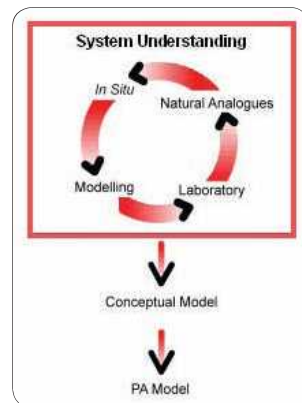 System Understanding
In Situ
Natural Analogues
Modelling
Laboratory
Conceptual Model
PA Model